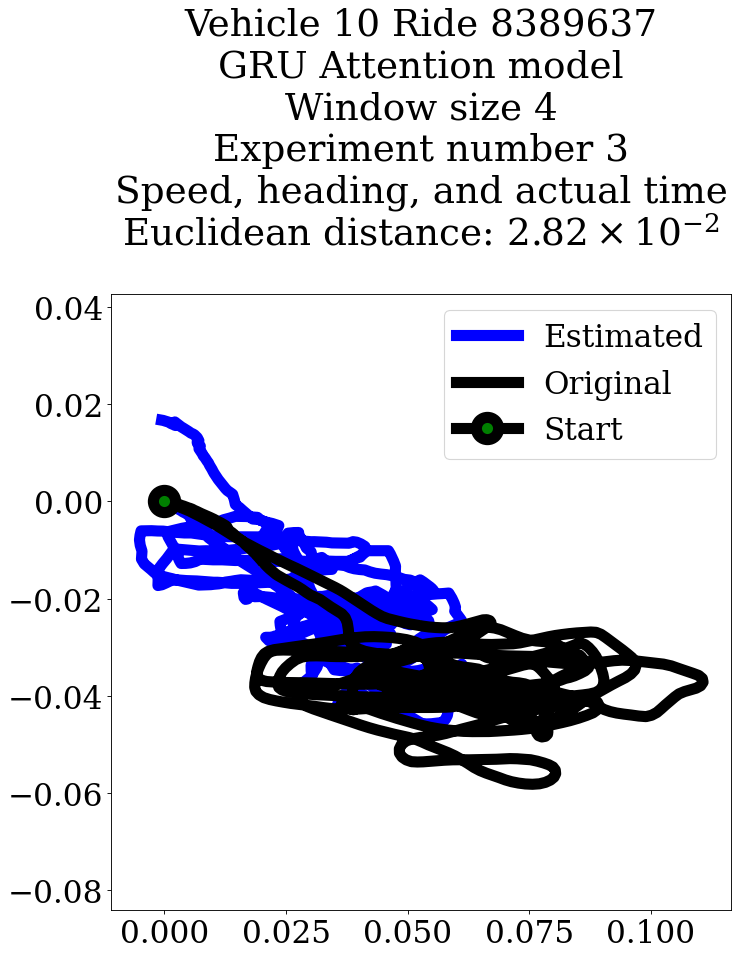 Vehicle 10 Ride 8389637
GRU Attention model
Window size 4
Experiment number 3
Speed, heading, and actual time
Euclidean distance: 2.82 × 10⁻²
Estimated
Original
Start
0.04
0.02
0.00
−0.02
−0.04
−0.06
−0.08
0.000 0.025 0.050 0.075 0.100